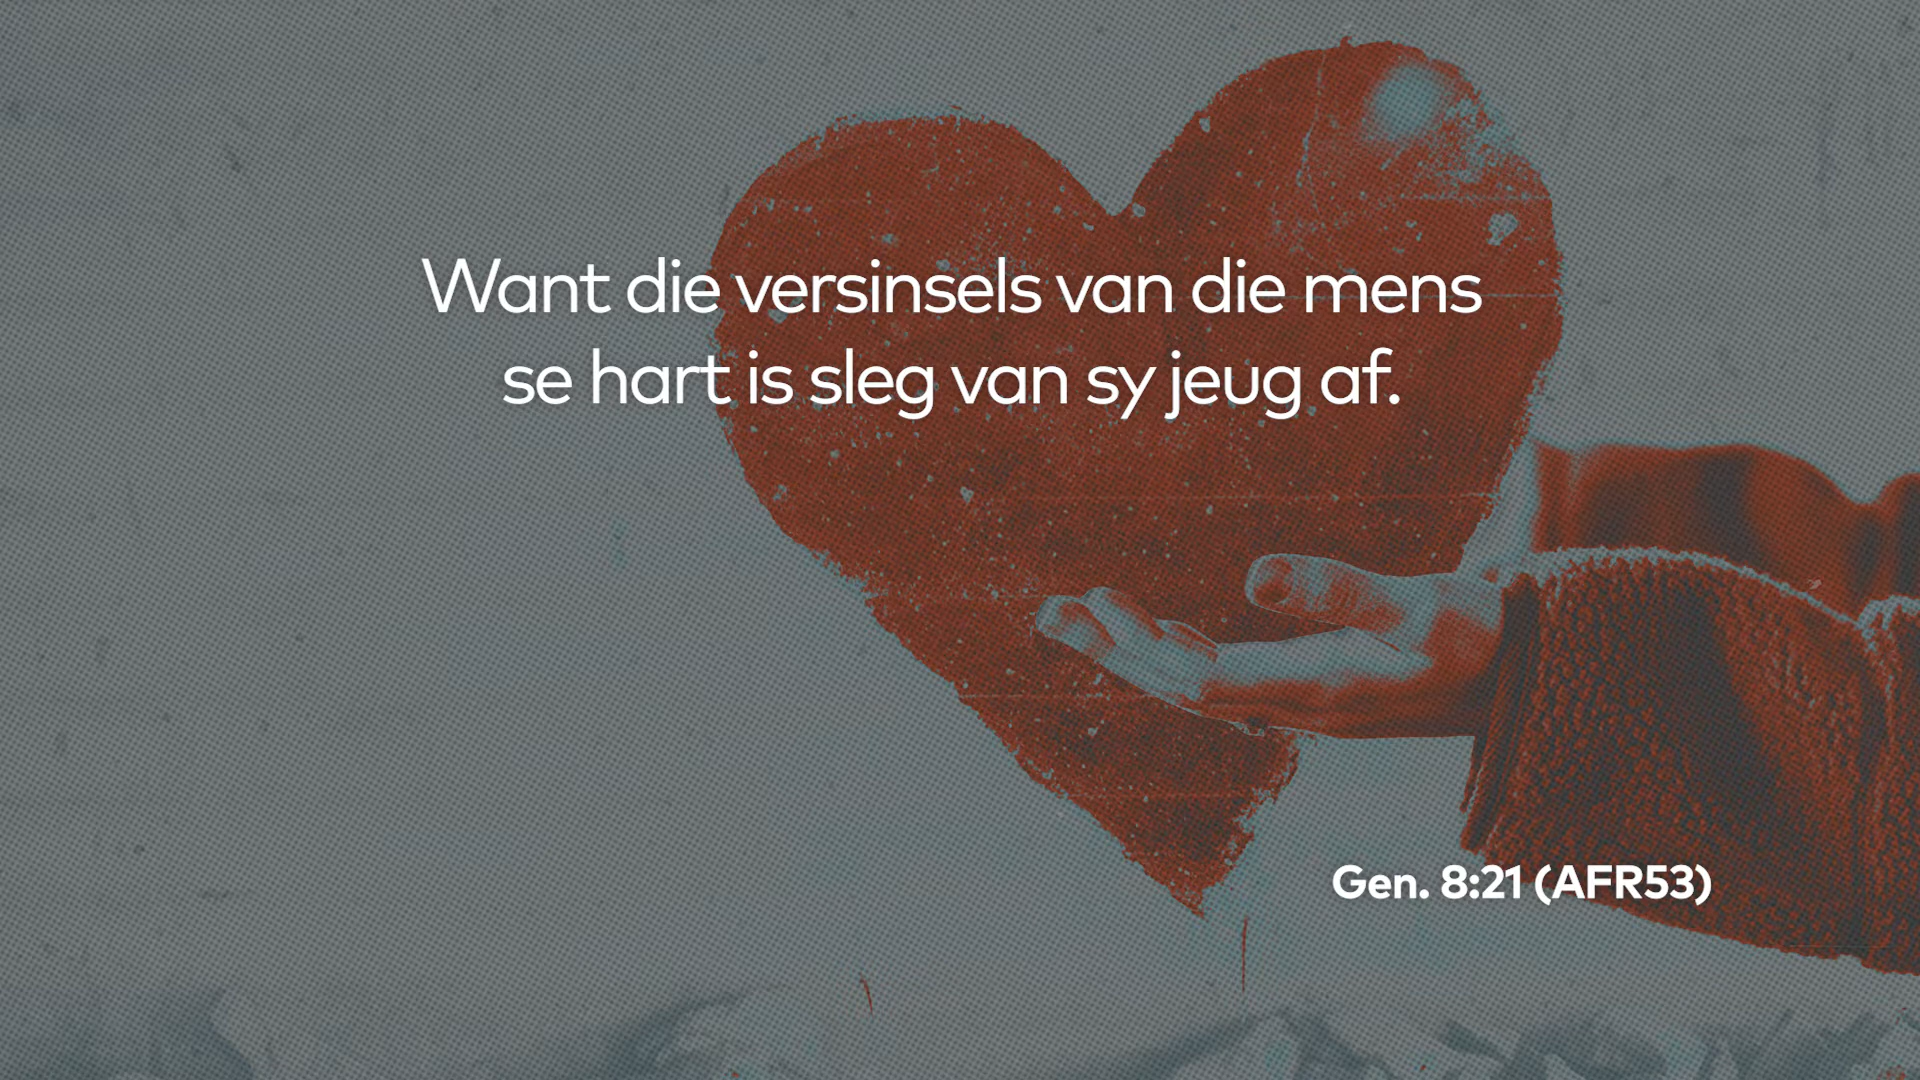 Want die versinsels van die mens
se hart is sleg van sy jeug af.
Gen. 8:21 (AFR53)